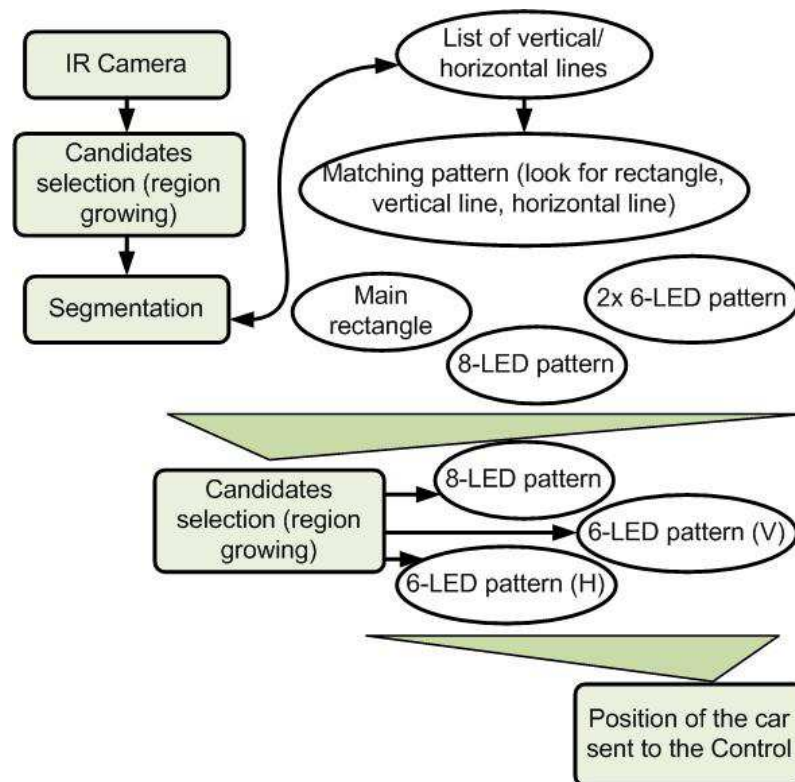 IR Camera
Candidates
selection (region
growing)
Segmentation
List of vertical/
horizontal lines
Matching pattern (look for rectangle,
vertical line, horizontal line)
Main
rectangle
2x 6-LED pattern
8-LED pattern
Candidates
selection (region
growing)
8-LED pattern
6-LED pattern (V)
6-LED pattern (H)
Position of the car
sent to the Control